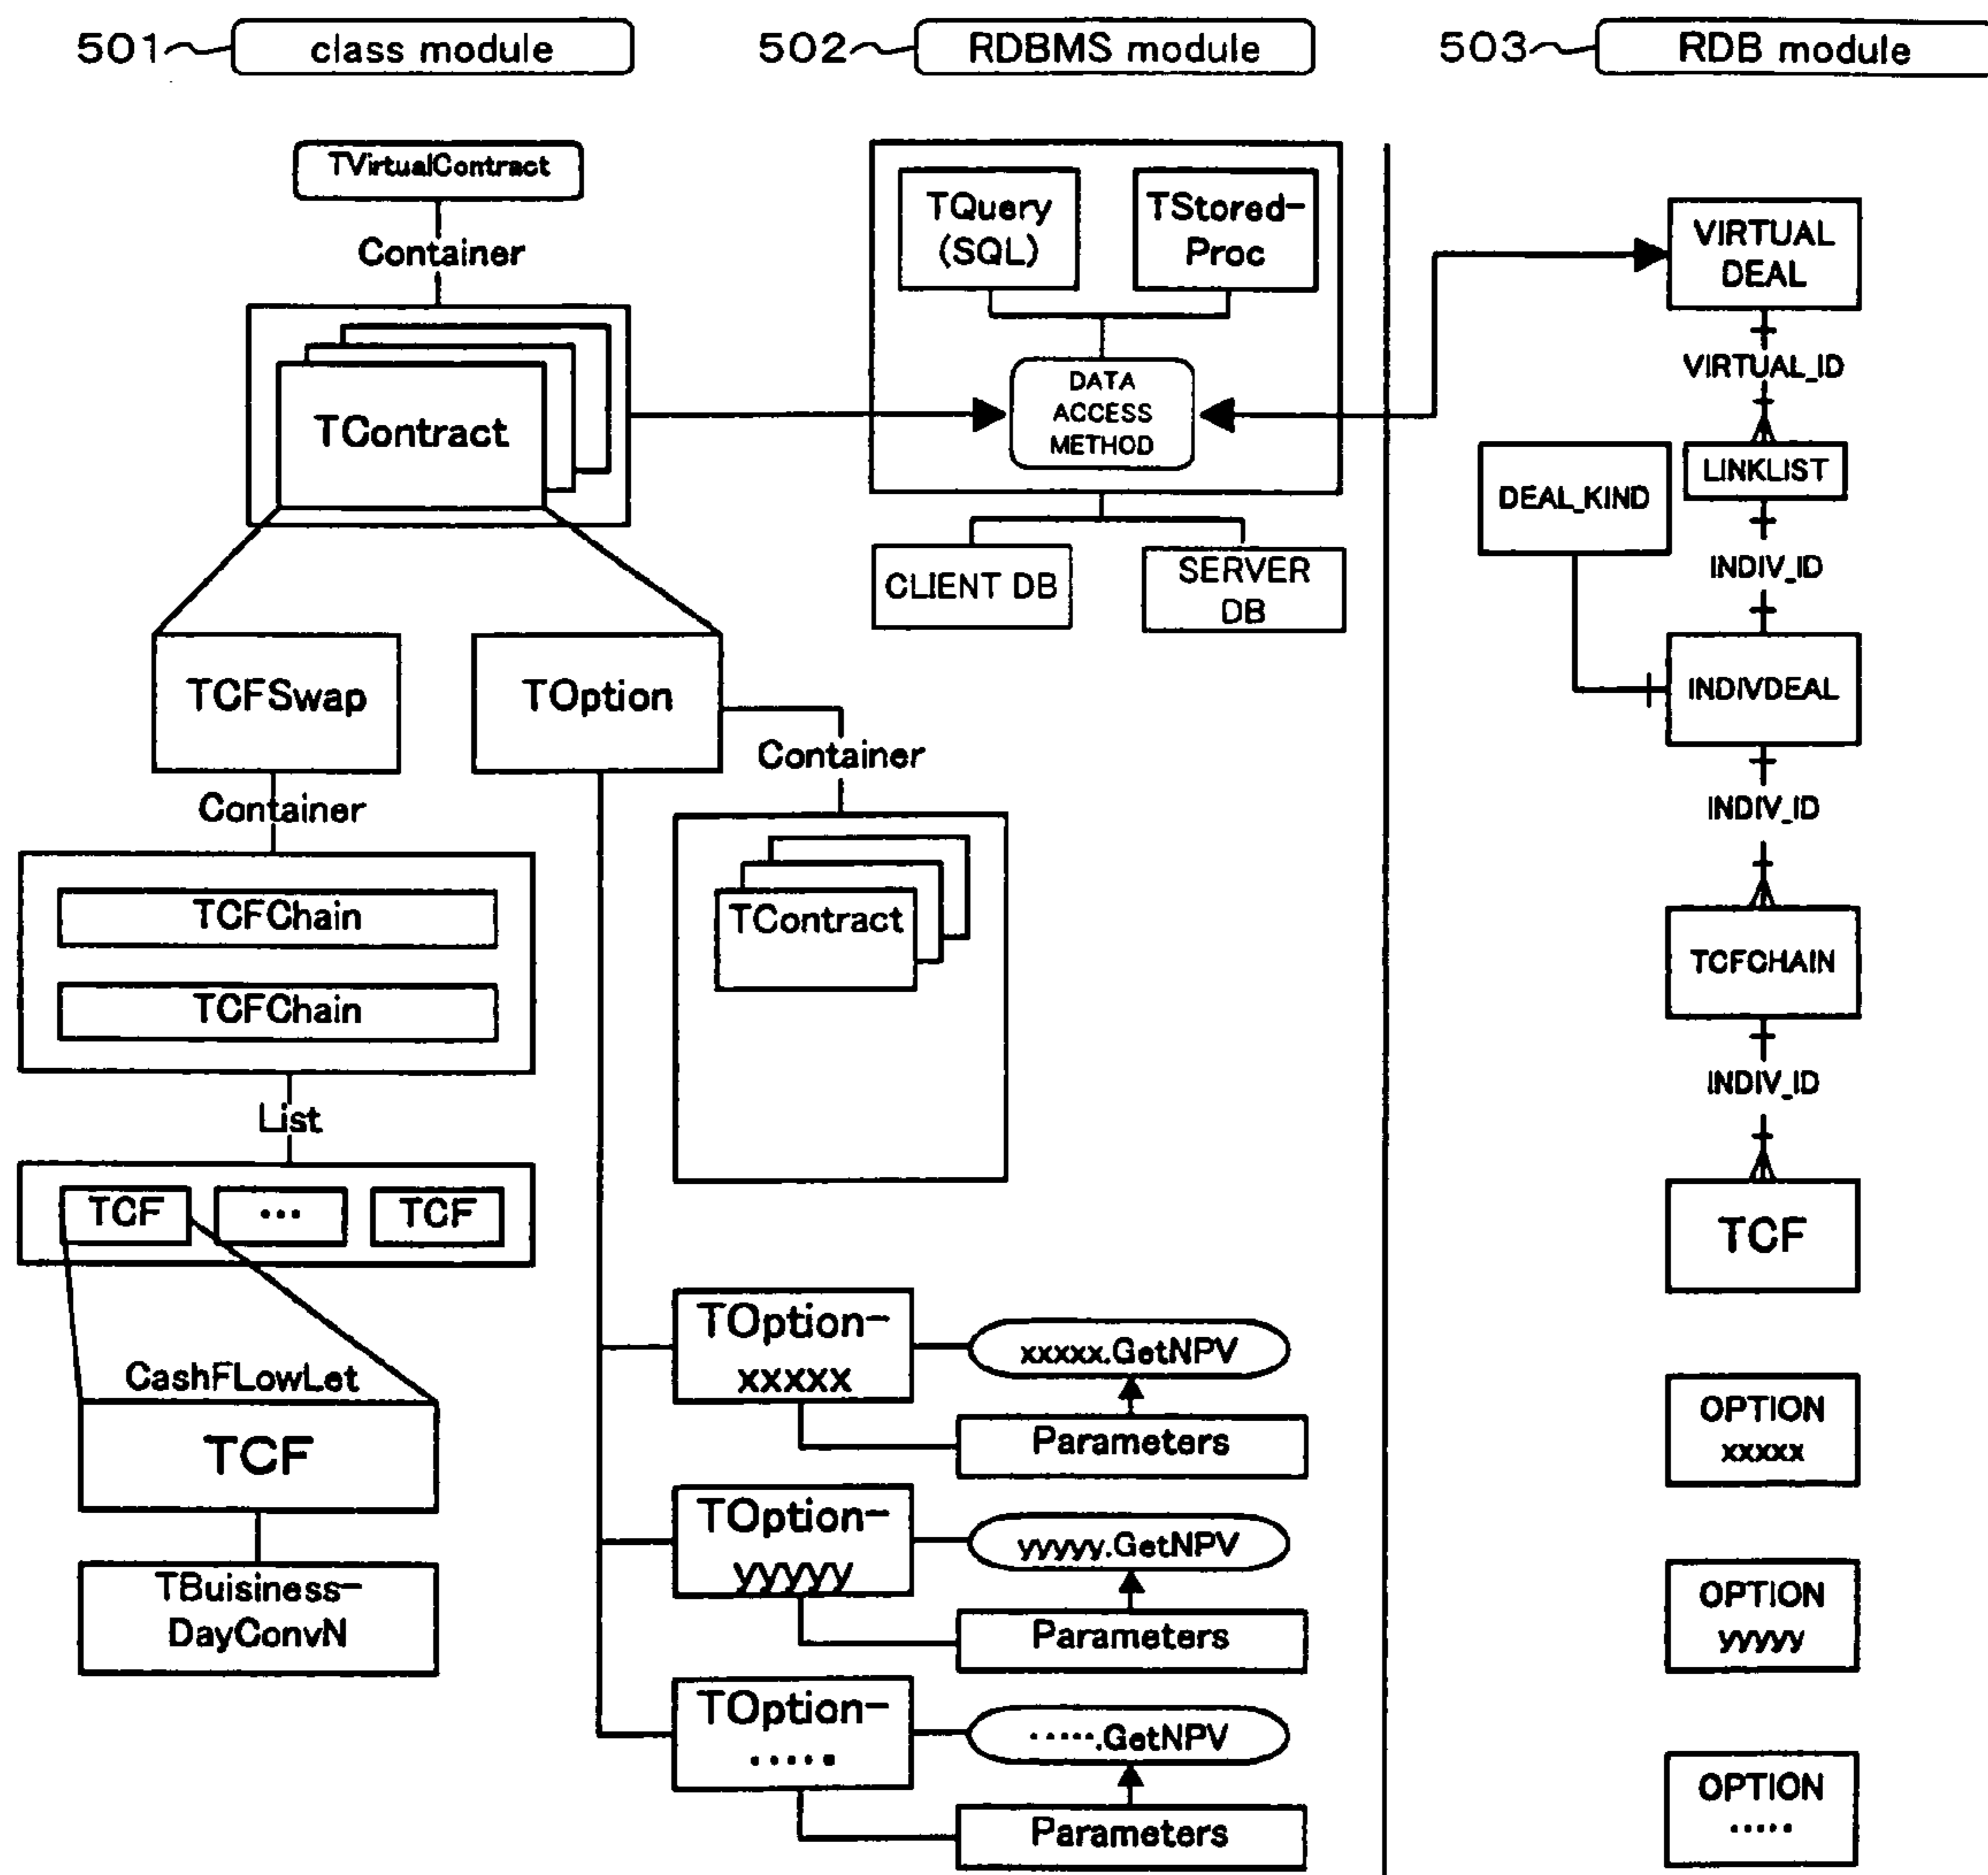 501 class module
502 RDBMS module
503 RDB module
TVirtualContract
Container
TContract
TCFSwap
TOption
Container
TCFChain
TCFChain
List
TCF
...
TCF
CashFLowLet
TCF
TBuisiness-
DayConvN
Container
TContract
TOption-
xxxxx
xxxxx.GetNPV
Parameters
TOption-
yyyyy
yyyyy.GetNPV
Parameters
TOption-
.....
.....GetNPV
Parameters
TQuery
(SQL)
TStored-
Proc
DATA
ACCESS
METHOD
CLIENT DB
SERVER
DB
VIRTUAL
DEAL
VIRTUAL_ID
LINKLIST
DEAL_KIND
INDIV_ID
INDIVDEAL
INDIV_ID
TCFCHAIN
INDIV_ID
TCF
OPTION
xxxxx
OPTION
yyyyy
OPTION
.....